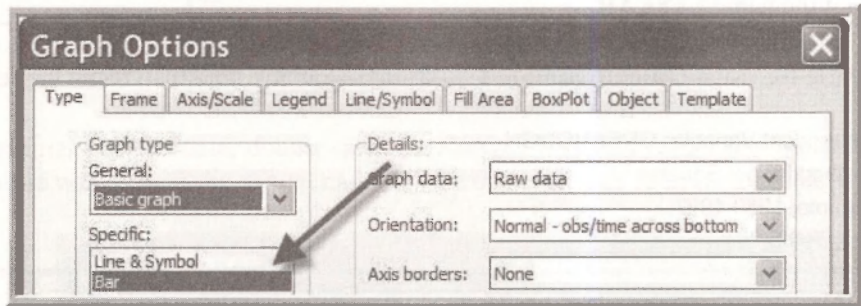 Graph Options
Type Frame Axis/Scale Legend Line/Symbol Fill Area BoxPlot Object Template
Graph type
General:
Basic graph
Specific:
Line & Symbol
Bar
Details:
Graph data: Raw data
Orientation: Normal - obs/time across bottom
Axis borders: None